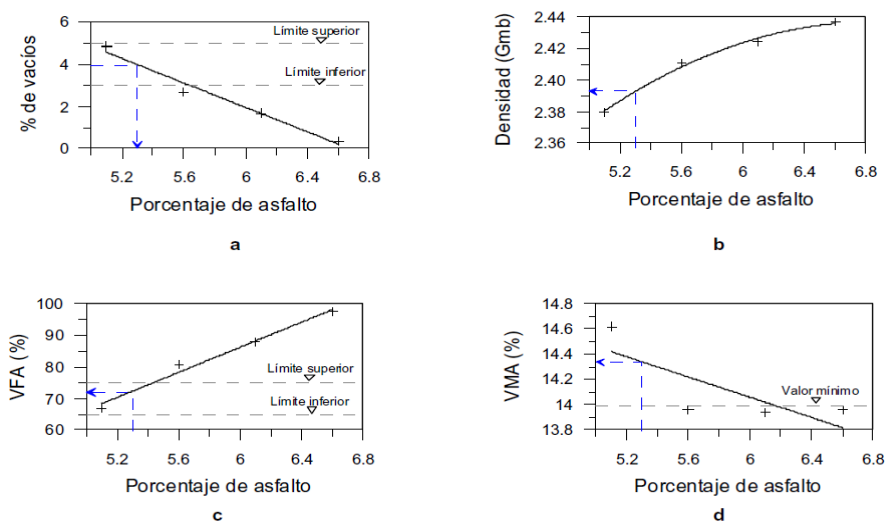 6
4
2
0
% de vacíos
Límite superior
Límite inferior
5.2 5.6 6 6.4 6.8
Porcentaje de asfalto
a
2.44
2.42
2.40
2.38
2.36
Densidad (Gmb)
5.2 5.6 6 6.4 6.8
Porcentaje de asfalto
b
100
90
80
70
60
VFA (%)
Límite superior
Límite inferior
5.2 5.6 6 6.4 6.8
Porcentaje de asfalto
c
14.8
14.6
14.4
14.2
14
13.8
VMA (%)
Valor mínimo
5.2 5.6 6 6.4 6.8
Porcentaje de asfalto
d